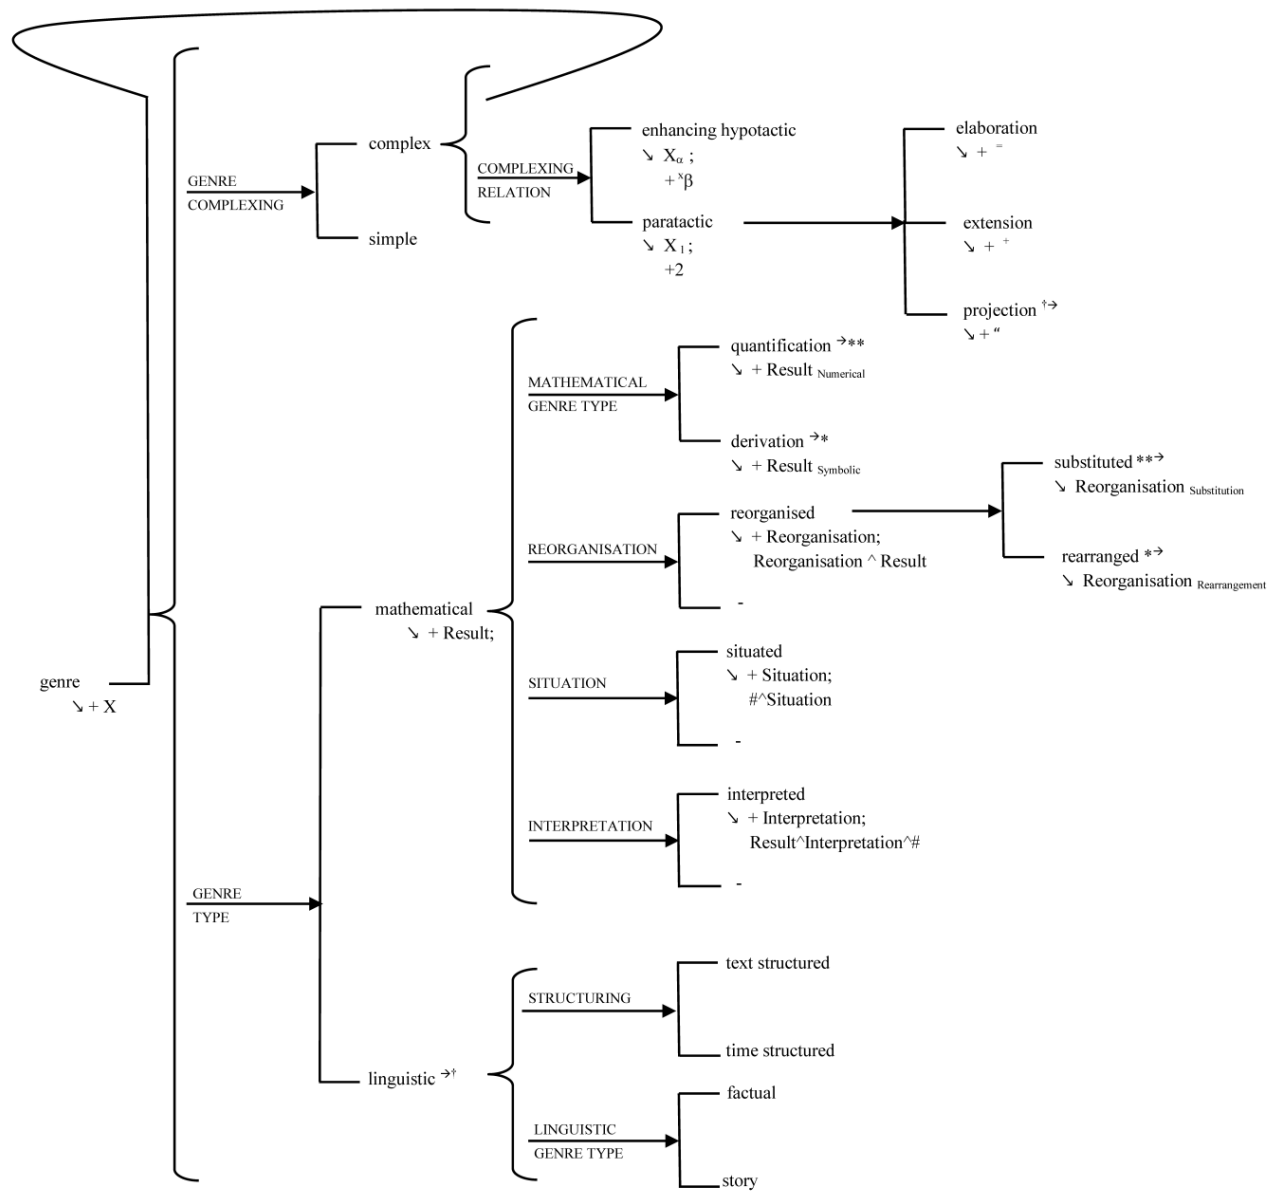 genre
↘ + X
GENRE
COMPLEXING
complex
simple
COMPLEXING
RELATION
enhancing hypotactic
↘ Xα ;
+ ˣβ
paratactic
↘ X 1 ;
+2
elaboration
↘ + =
extension
↘ + +
projection †→
↘ + “
GENRE
TYPE
mathematical
↘ + Result;
MATHEMATICAL
GENRE TYPE
quantification →**
↘ + Result Numerical
derivation →*
↘ + Result Symbolic
REORGANISATION
reorganised
↘ + Reorganisation;
Reorganisation ^ Result
-
substituted **→
↘ Reorganisation Substitution
rearranged *→
↘ Reorganisation Rearrangement
SITUATION
situated
↘ + Situation;
#^Situation
-
INTERPRETATION
interpreted
↘ + Interpretation;
Result^Interpretation^#
-
linguistic →†
STRUCTURING
text structured
time structured
LINGUISTIC
GENRE TYPE
factual
story